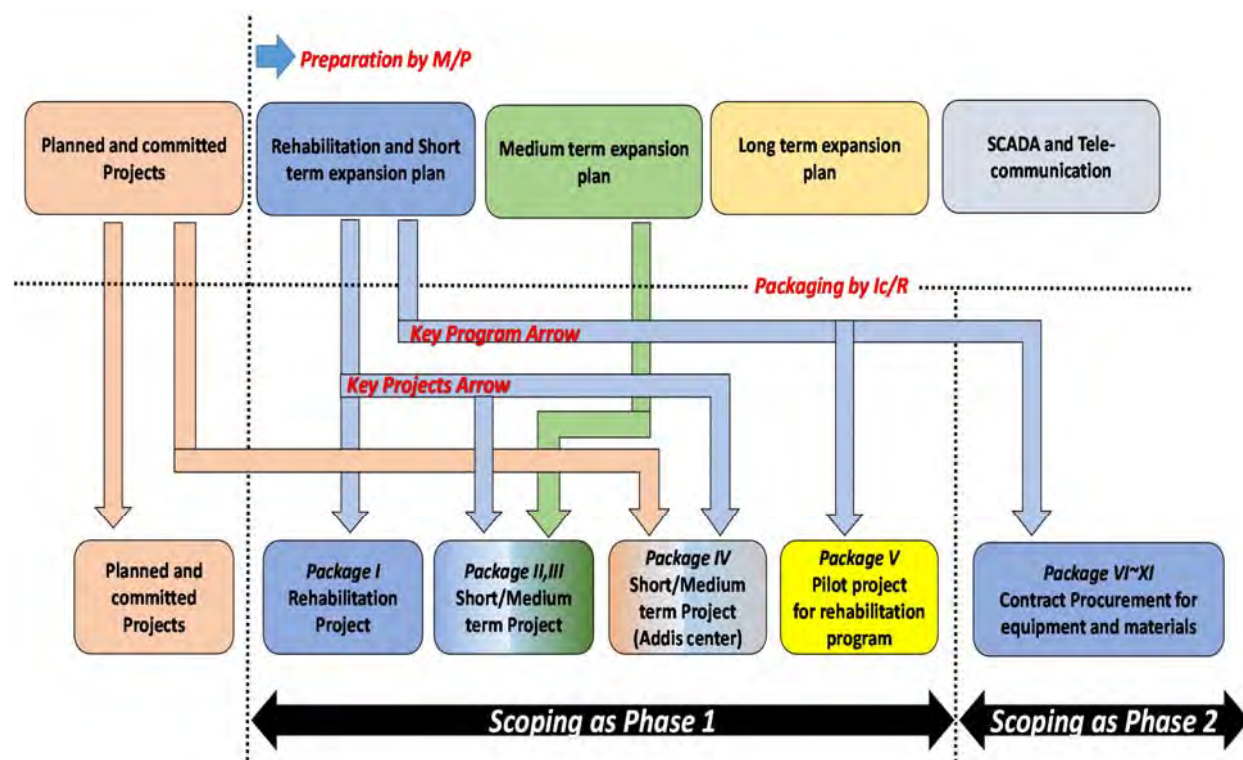 Preparation by M/P
Planned and committed
Projects
Rehabilitation and Short
term expansion plan
Medium term expansion
plan
Long term expansion
plan
SCADA and Tele-
communication
Packaging by Ic/R
Key Program Arrow
Key Projects Arrow
Planned and
committed
Projects
Package I
Rehabilitation
Project
Package II,III
Short/Medium
term Project
Package IV
Short/Medium
term Project
(Addis center)
Package V
Pilot project
for rehabilitation
program
Package VI~XI
Contract Procurement for
equipment and materials
Scoping as Phase 1
Scoping as Phase 2